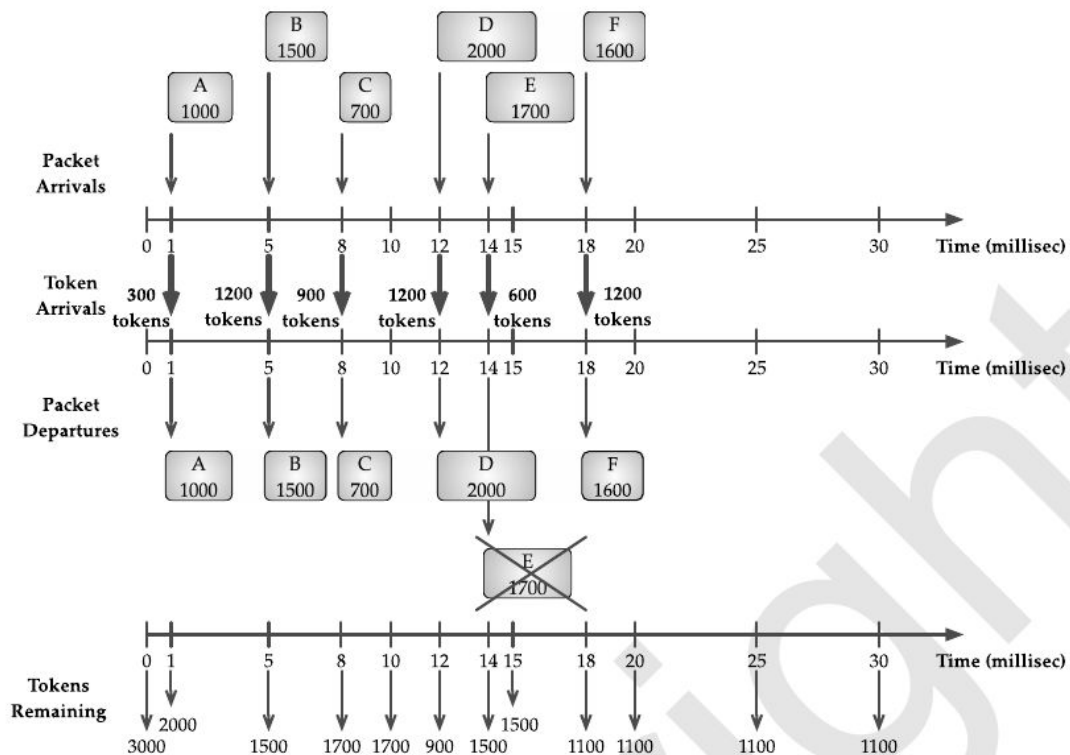 B
1500
D
2000
F
1600
A
1000
C
700
E
1700
Packet
Arrivals
0 1 5 8 10 12 14 15 18 20 25 30 Time (millisec)
Token
Arrivals
300
tokens
1200
tokens
900
tokens
1200
tokens
600
tokens
1200
tokens
0 1 5 8 10 12 14 15 18 20 25 30 Time (millisec)
Packet
Departures
A
1000
B
1500
C
700
D
2000
F
1600
E
1700
0 1 5 8 10 12 14 15 18 20 25 30 Time (millisec)
Tokens
Remaining
2000 1500
3000 1500 1700 1700 900 1500 1100 1100 1100 1100